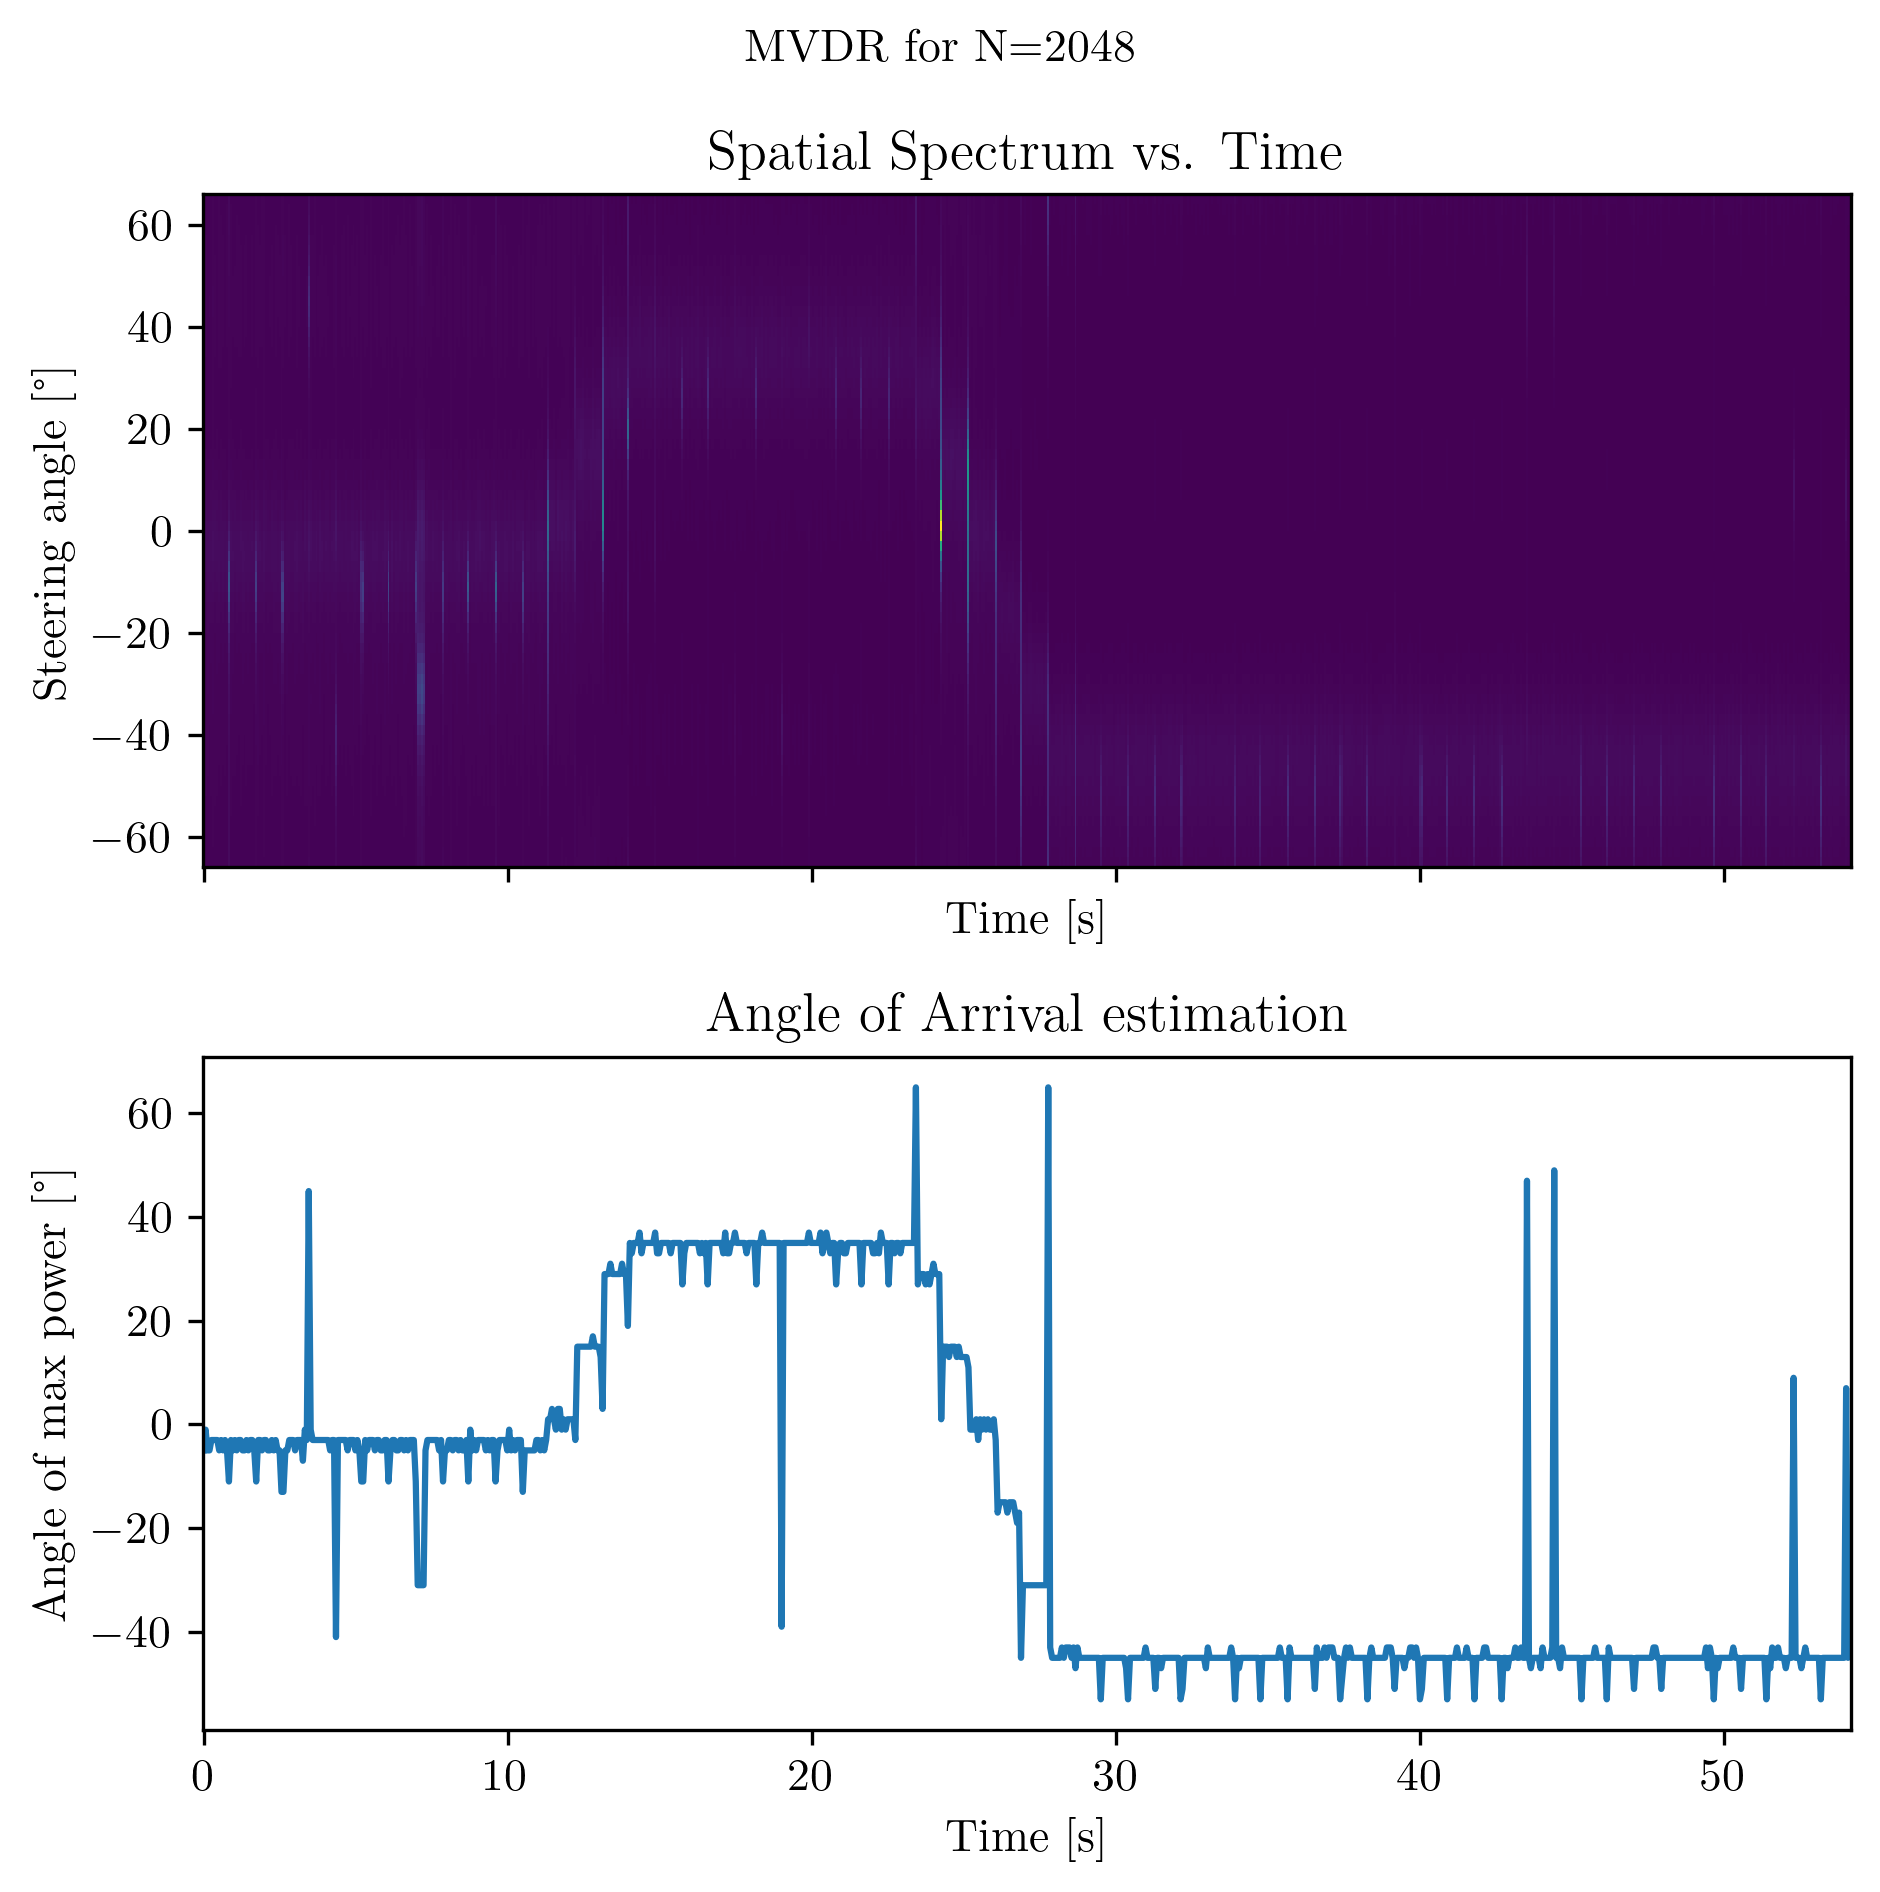 MVDR for N=2048
Spatial Spectrum vs. Time
Steering angle [°]
60
40
20
0
−20
−40
−60
Time [s]
Angle of Arrival estimation
Angle of max power [°]
60
40
20
0
−20
−40
0 10 20 30 40 50
Time [s]